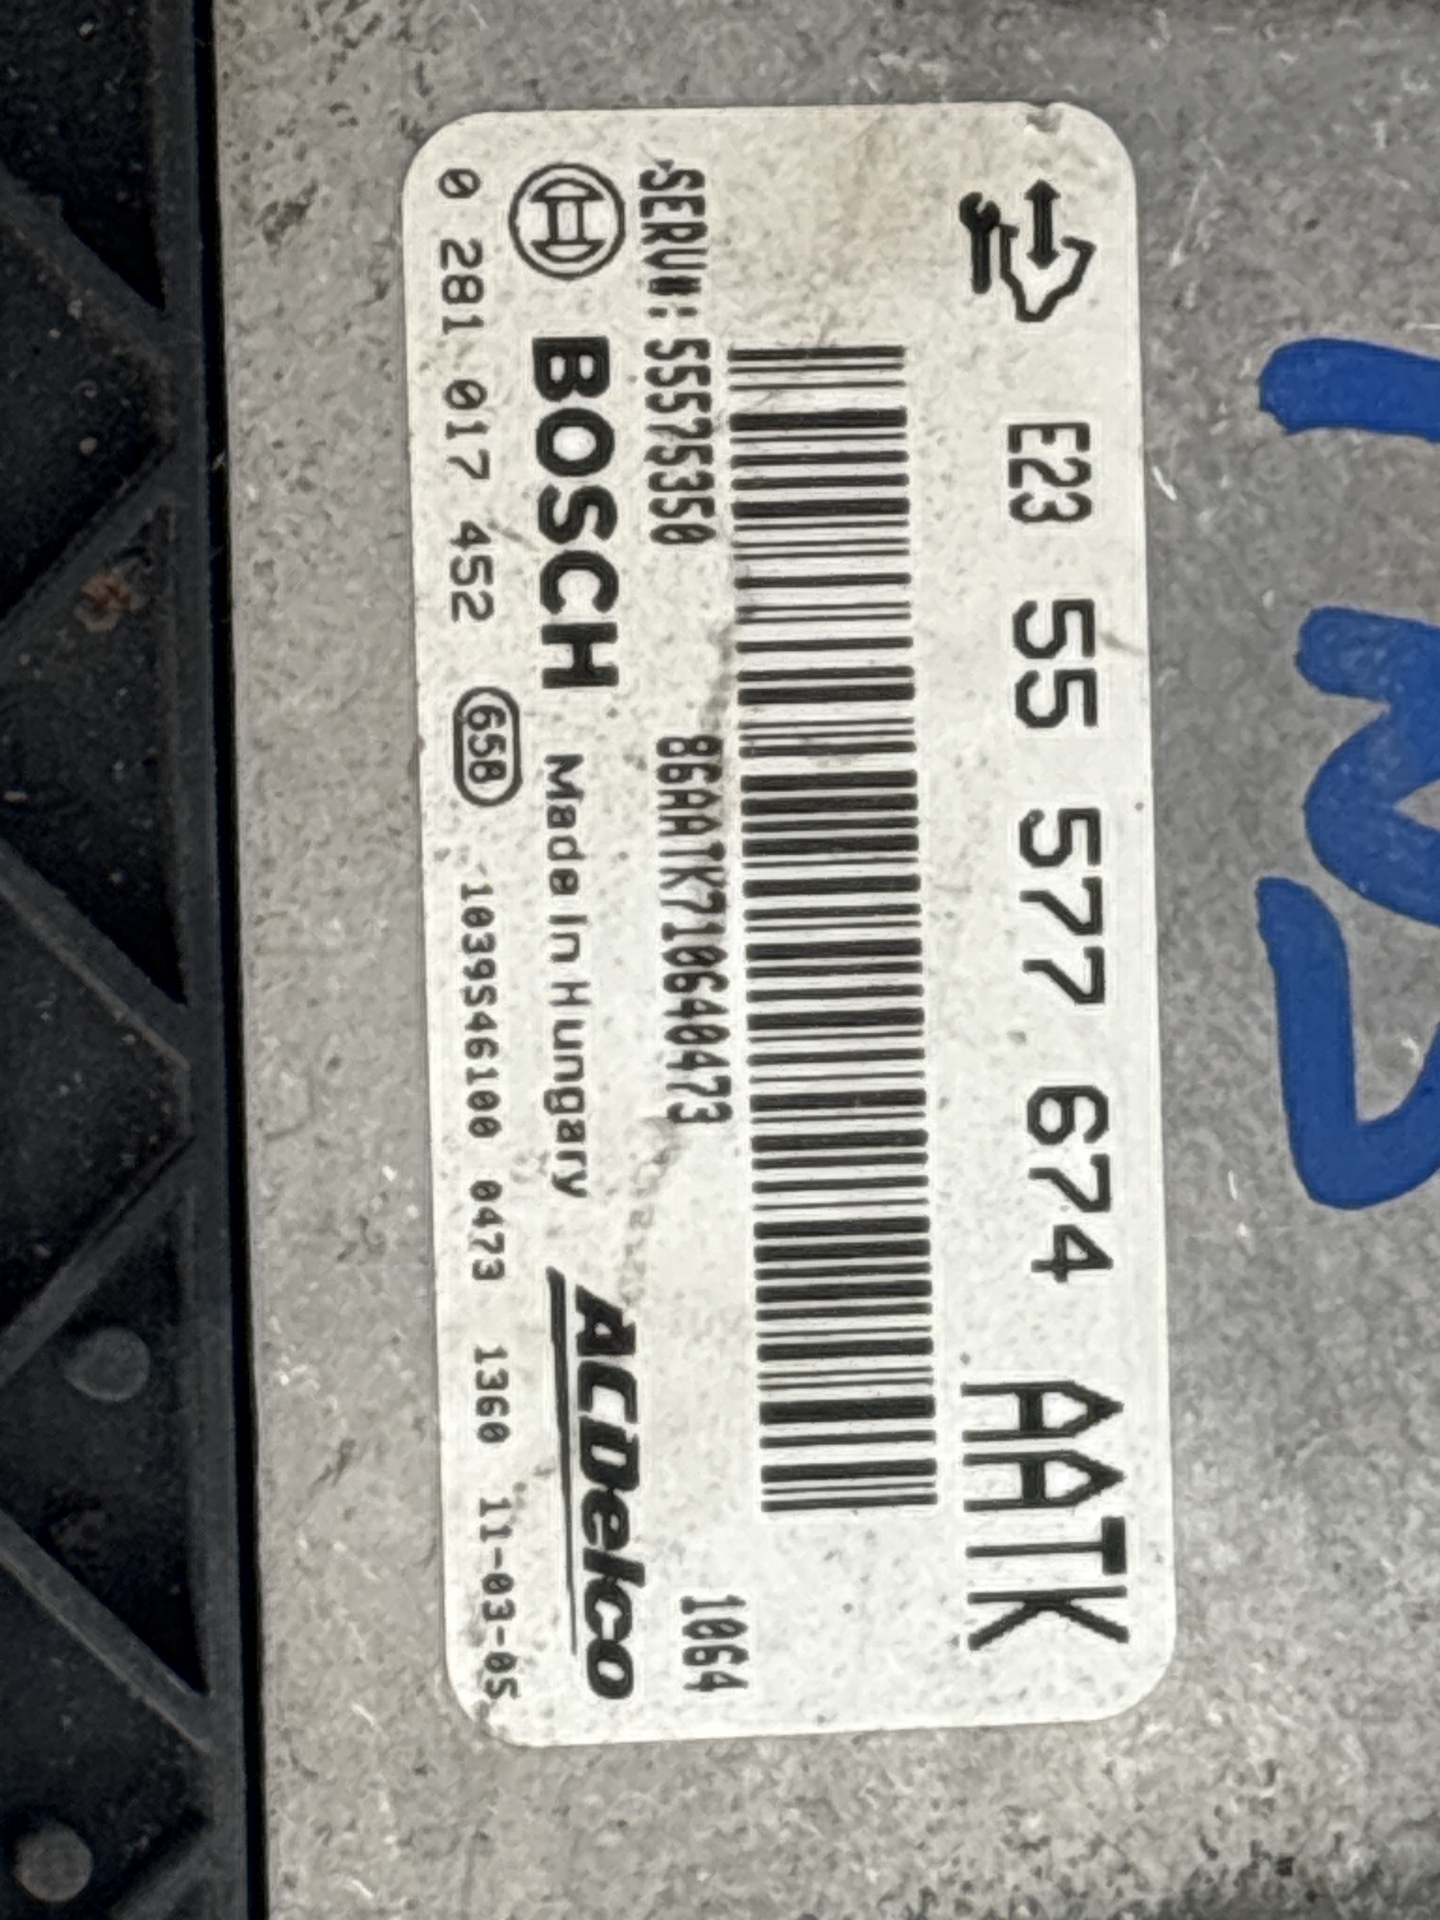 E23 55 577 674 AATK
SERV#: 55575350 86AATK710640473 1064
BOSCH Made In Hungary ACDelco
0 281 017 452 65B 1039S46100 0473 1360 11-03-05